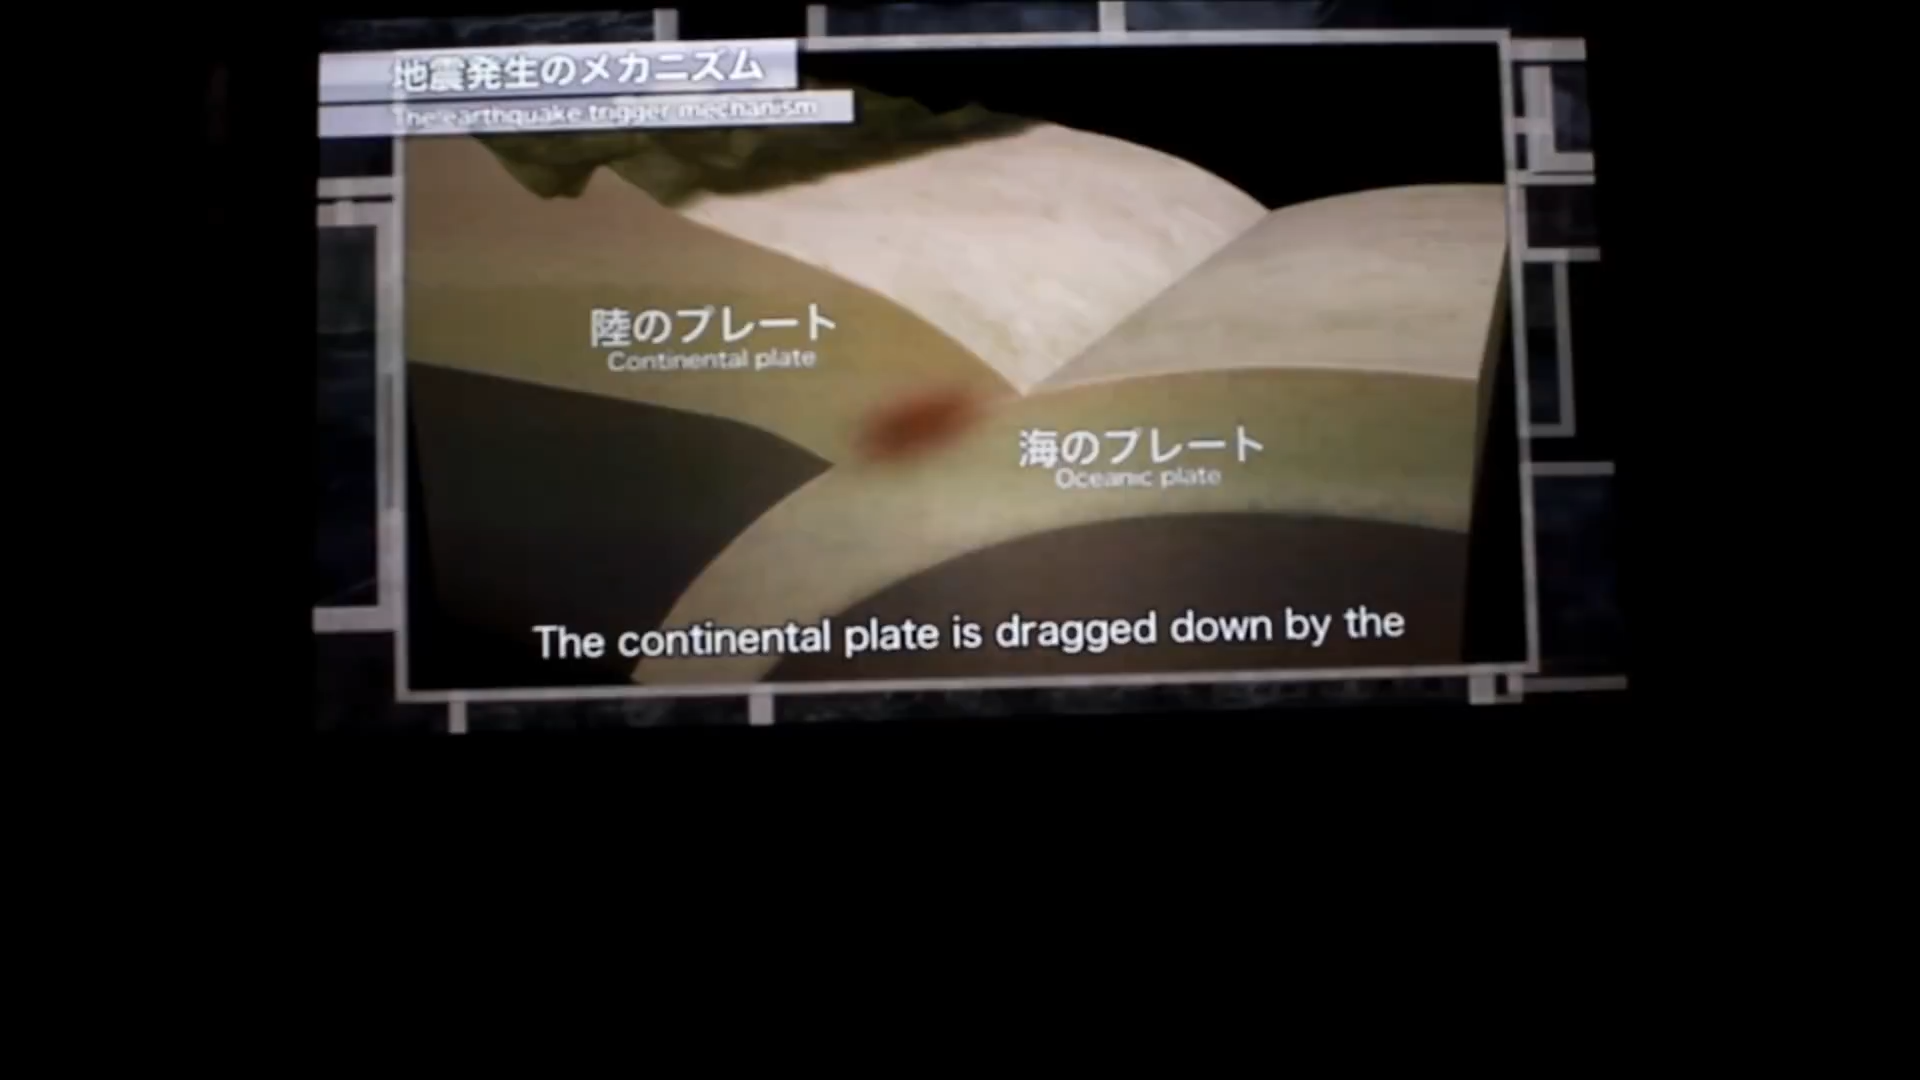 地震発生のメカニズム
The earthquake trigger mechanism
陸のプレート
Continental plate
海のプレート
Oceanic plate
The continental plate is dragged down by the